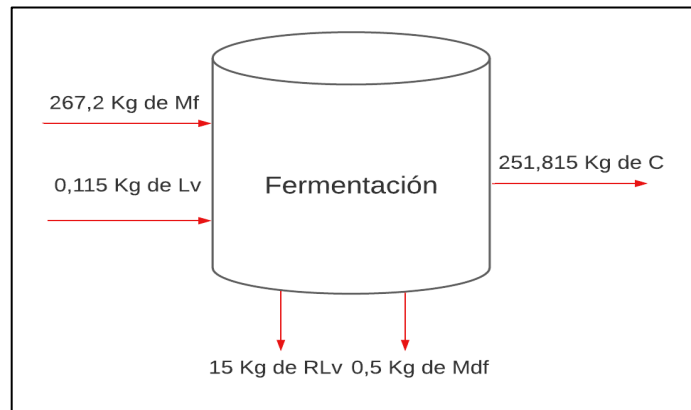 267,2 Kg de Mf
0,115 Kg de Lv
Fermentación
251,815 Kg de C
15 Kg de RLv
0,5 Kg de Mdf